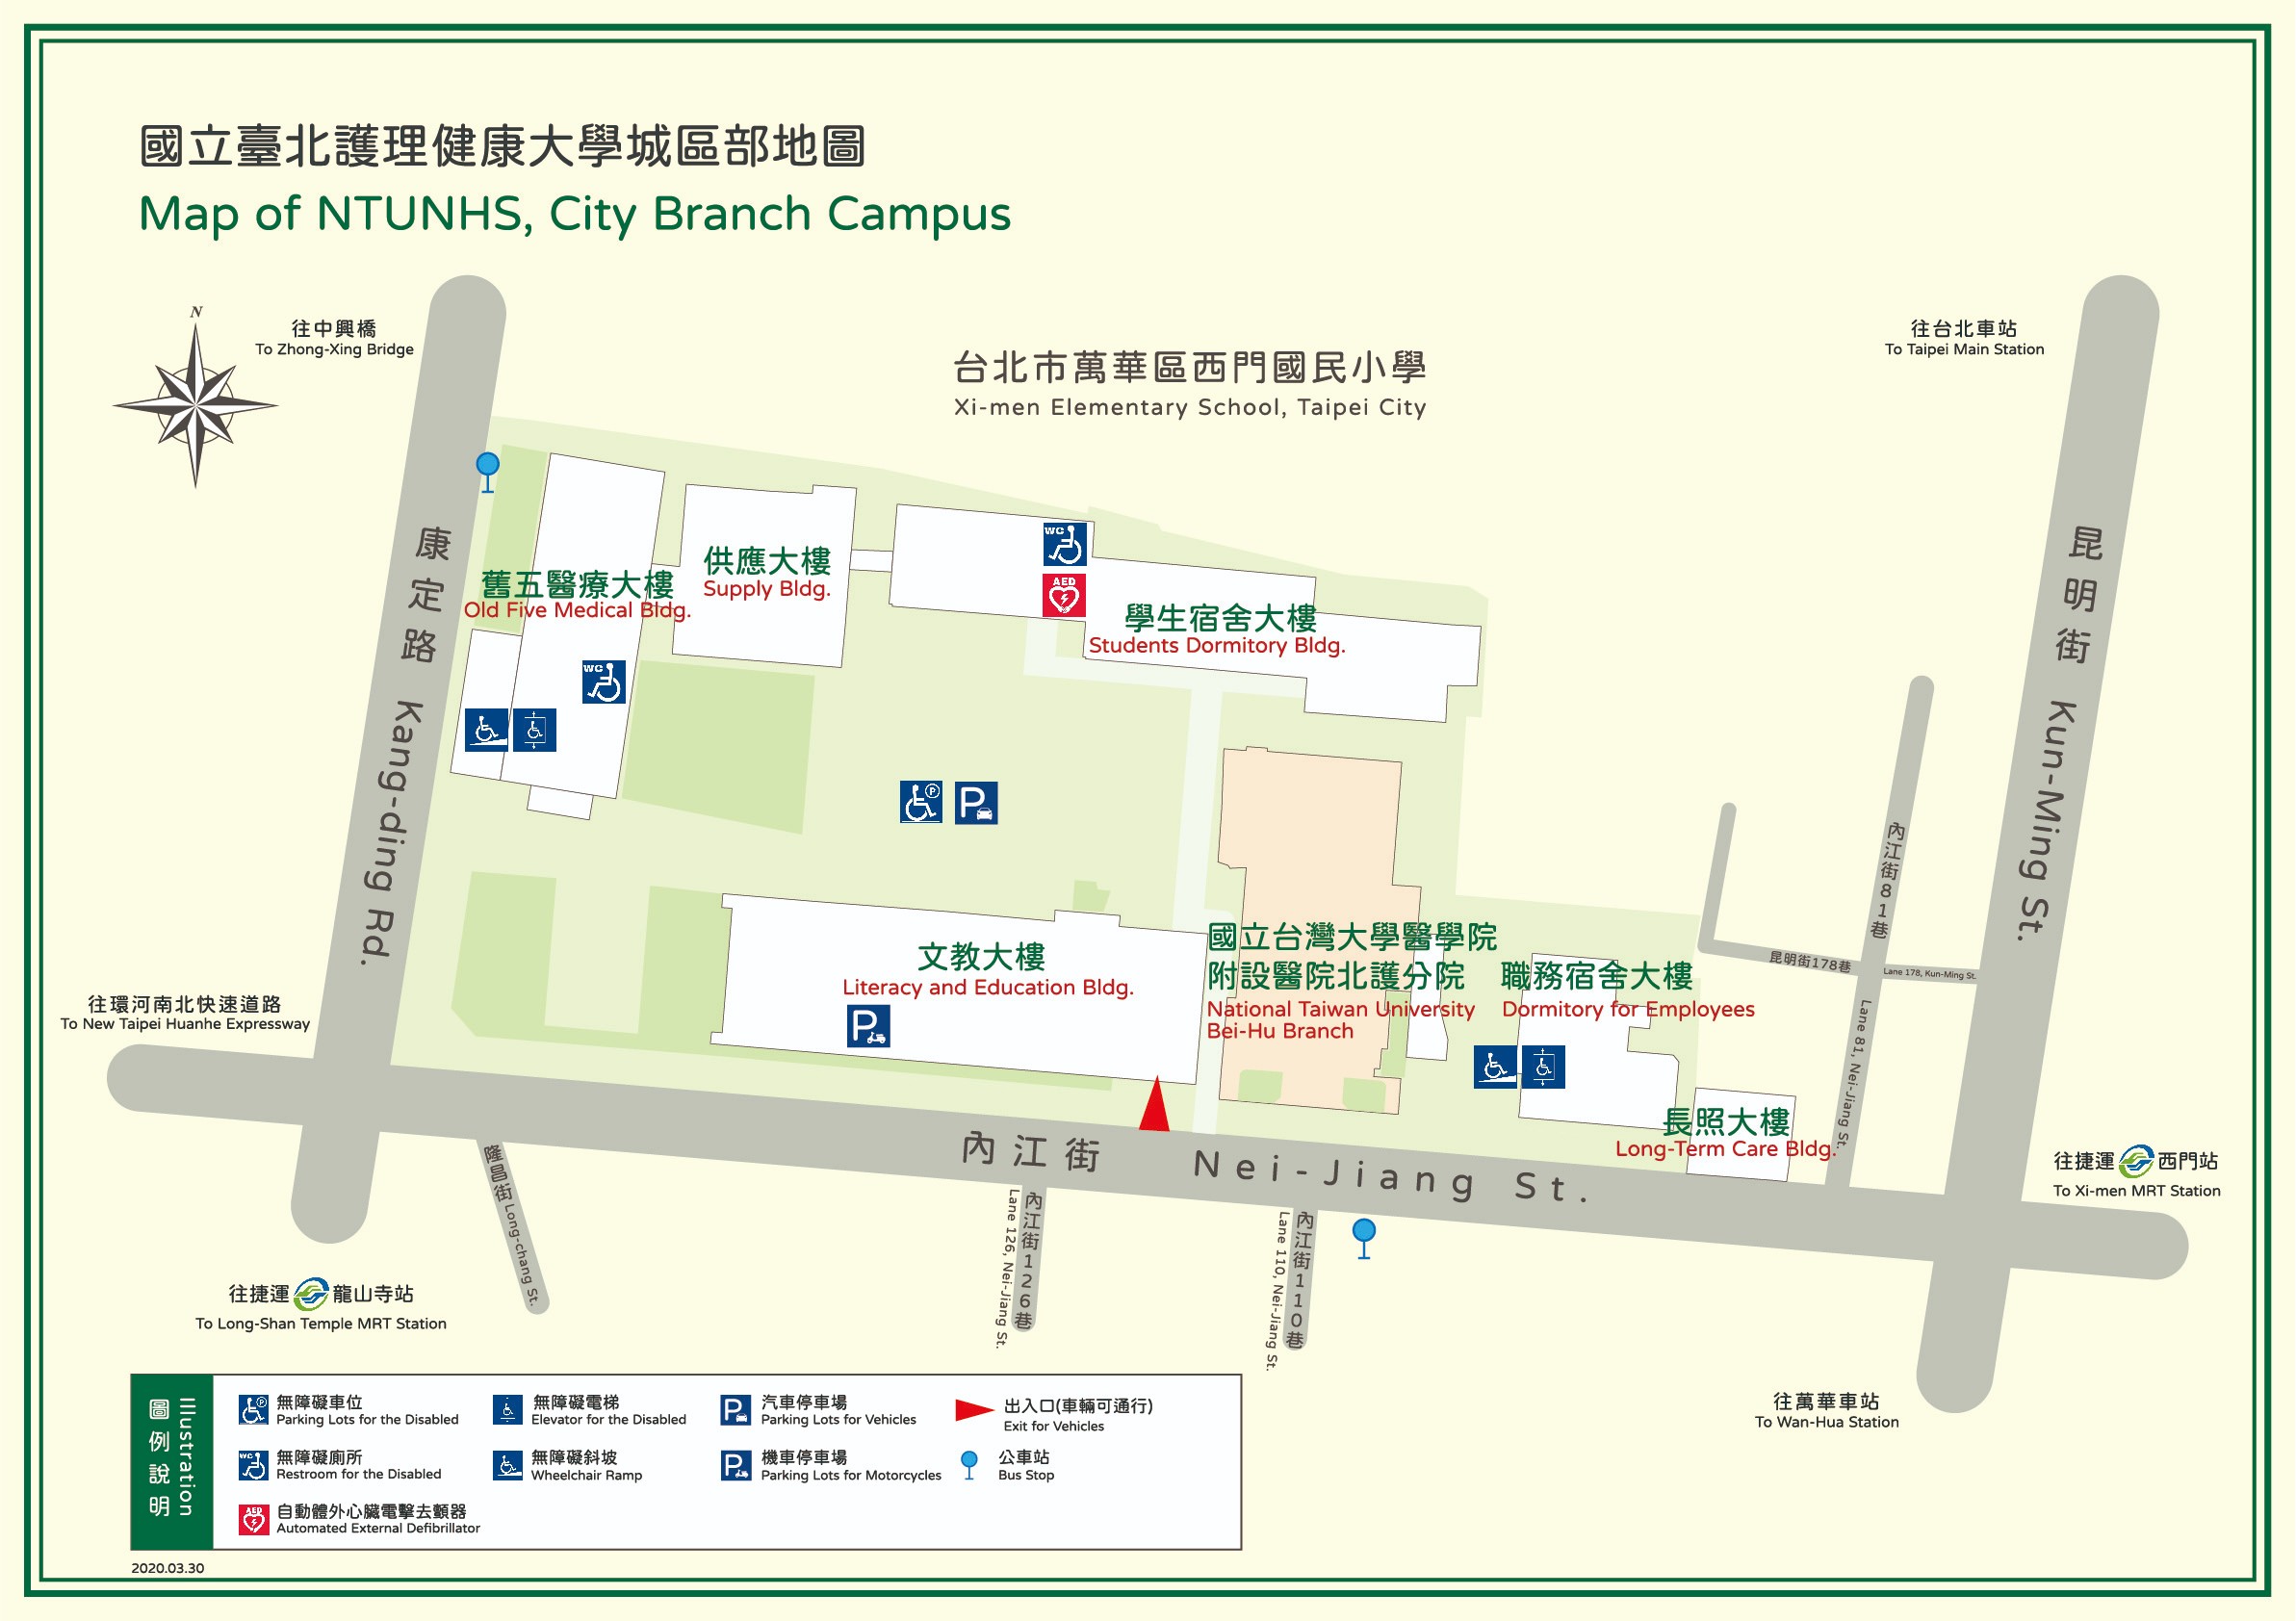 國立臺北護理健康大學城區部地圖
Map of NTUNHS, City Branch Campus
N
往中興橋
To Zhong-Xing Bridge
台北市萬華區西門國民小學
Xi-men Elementary School, Taipei City
往台北車站
To Taipei Main Station
康定路 Kang-ding Rd.
昆明街 Kun-Ming St.
舊五醫療大樓
Old Five Medical Bldg.
供應大樓
Supply Bldg.
WC
AED
學生宿舍大樓
Students Dormitory Bldg.
WC
P
P
文教大樓
Literacy and Education Bldg.
P
國立台灣大學醫學院
附設醫院北護分院
National Taiwan University
Bei-Hu Branch
職務宿舍大樓
Dormitory for Employees
長照大樓
Long-Term Care Bldg.
內江街81巷
Lane 81, Nei-Jiang St.
昆明街178巷
Lane 178, Kun-Ming St.
往環河南北快速道路
To New Taipei Huanhe Expressway
內江街 Nei-Jiang St.
隆昌街 Long-chang St.
內江街126巷
Lane 126, Nei-Jiang St.
內江街110巷
Lane 110, Nei-Jiang St.
往捷運 西門站
To Xi-men MRT Station
往捷運 龍山寺站
To Long-Shan Temple MRT Station
往萬華車站
To Wan-Hua Station
圖例說明
Illustration
P
無障礙車位
Parking Lots for the Disabled
無障礙電梯
Elevator for the Disabled
P
汽車停車場
Parking Lots for Vehicles
出入口(車輛可通行)
Exit for Vehicles
WC
無障礙廁所
Restroom for the Disabled
無障礙斜坡
Wheelchair Ramp
P
機車停車場
Parking Lots for Motorcycles
公車站
Bus Stop
AED
自動體外心臟電擊去顫器
Automated External Defibrillator
2020.03.30